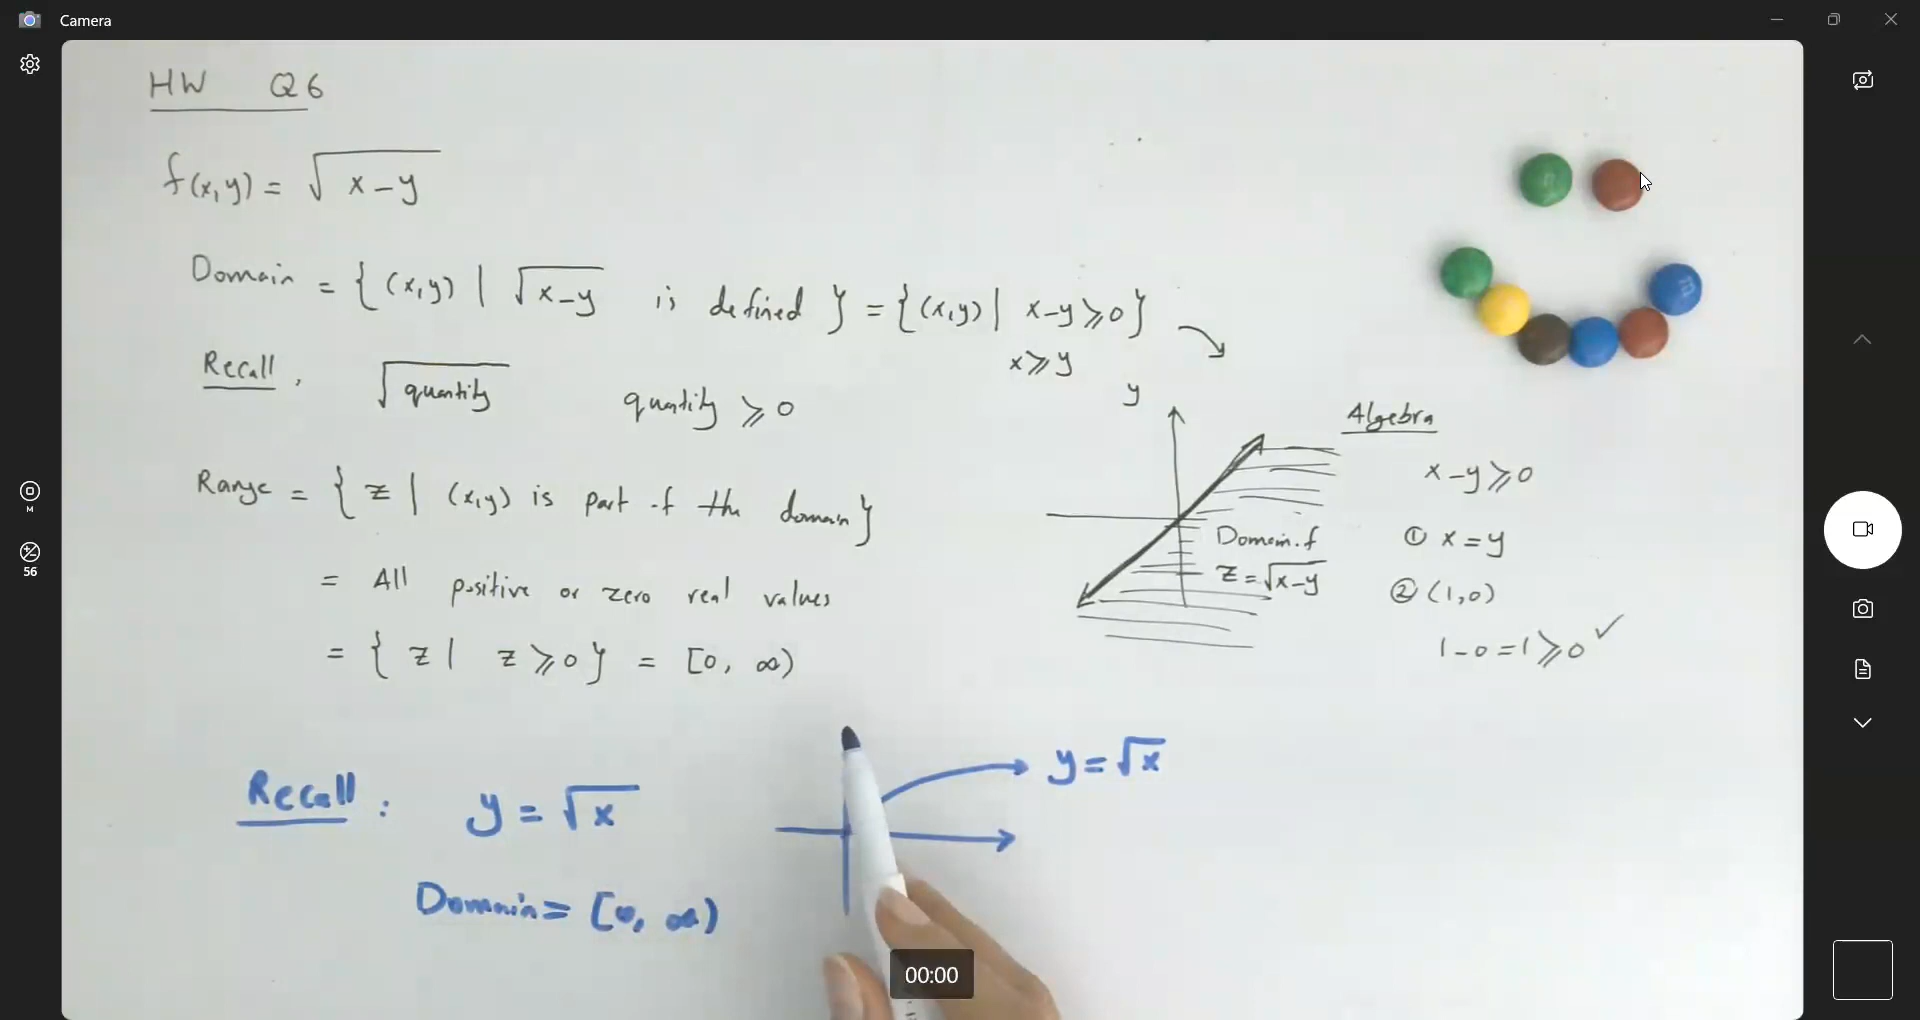 Camera
HW Q6
f(x,y) = √x-y
Domain = { (x,y) | √x-y is defined } = {(x,y) | x-y ⩾ 0}
x ⩾ y
Recall, √quantity quantity ⩾ 0
Range = { z | (x,y) is part of the domain }
= All positive or zero real values
= { z | z ⩾ 0 } = [0, ∞)
y
Domain of
z = √x-y
Algebra
x-y ⩾ 0
① x = y
② (1,0)
1-0 = 1 ⩾ 0 ✓
Recall : y = √x
Domain = [0, ∞)
y = √x
M
56
00:00